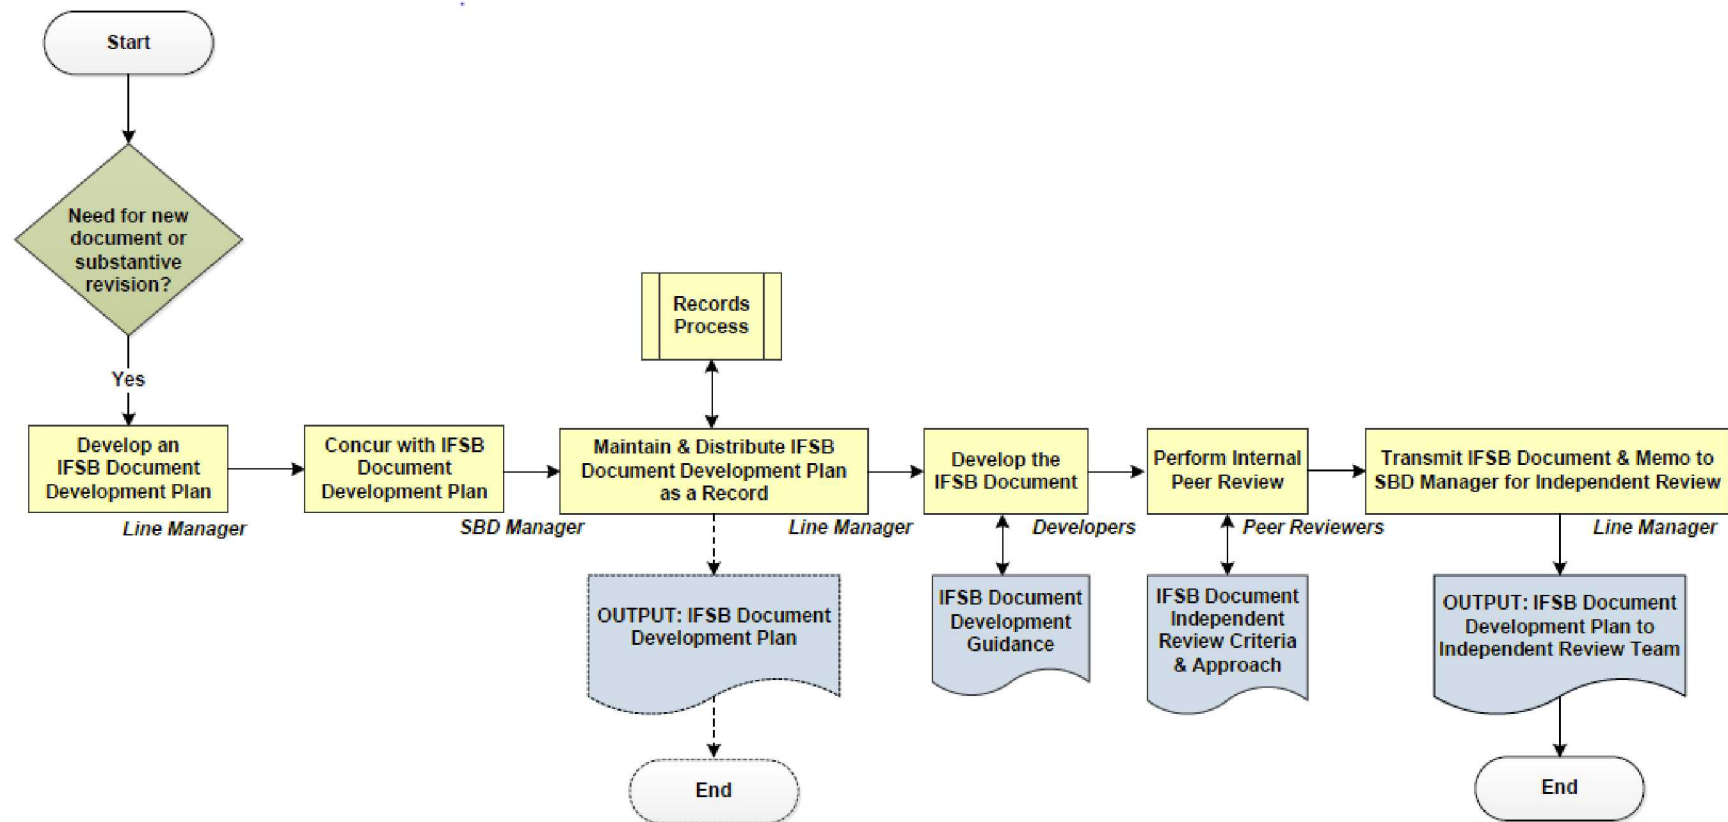 Start
Need for new
document or
substantive
revision?
Yes
Records
Process
Develop an
IFSB Document
Development Plan
Line Manager
Concur with IFSB
Document
Development Plan
SBD Manager
Maintain & Distribute IFSB
Document Development Plan
as a Record
Line Manager
Develop the
IFSB Document
Developers
Perform Internal
Peer Review
Peer Reviewers
Transmit IFSB Document & Memo to
SBD Manager for Independent Review
Line Manager
OUTPUT: IFSB Document
Development Plan
IFSB Document
Development
Guidance
IFSB Document
Independent
Review Criteria
& Approach
OUTPUT: IFSB Document
Development Plan to
Independent Review Team
End
End